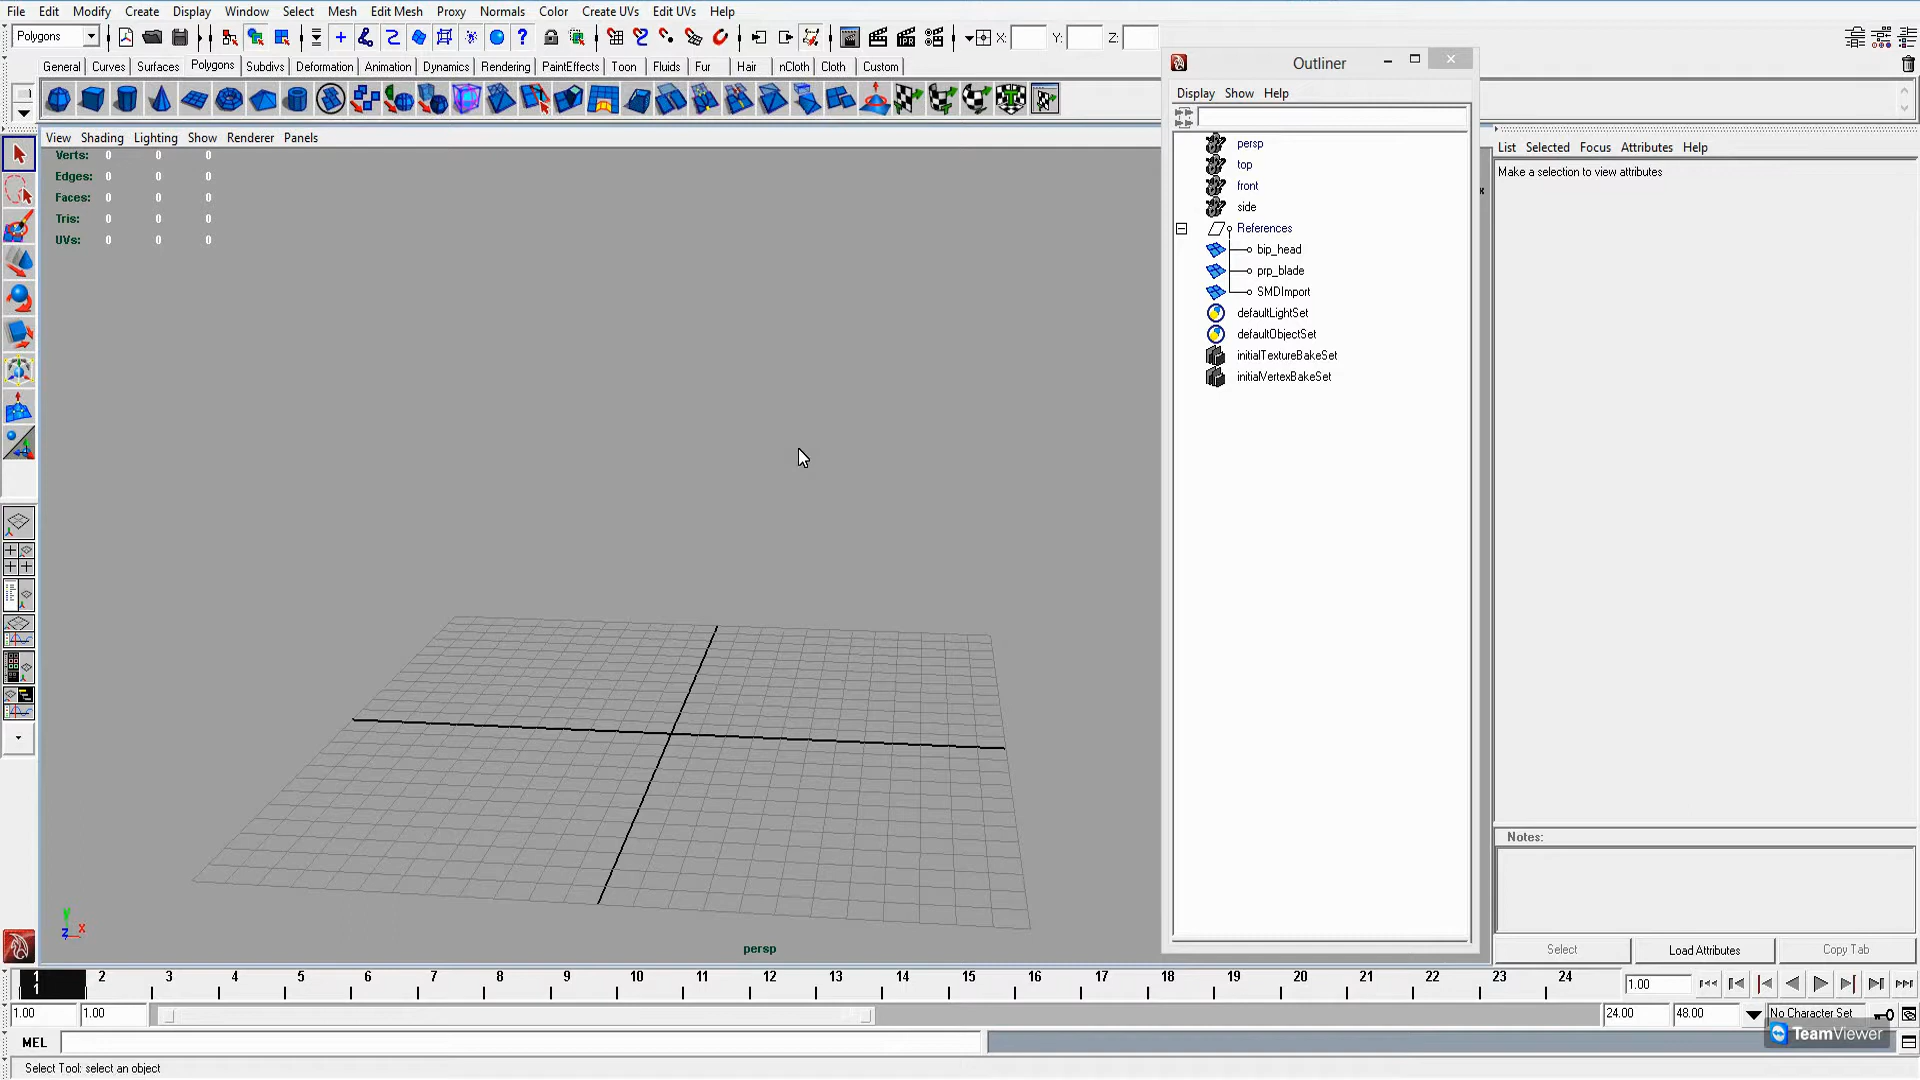 File Edit Modify Create Display Window Select Mesh Edit Mesh Proxy Normals Color Create UVs Edit UVs Help
Polygons X: Y: Z:
General Curves Surfaces Polygons Subdivs Deformation Animation Dynamics Rendering PaintEffects Toon Fluids Fur Hair nCloth Cloth Custom
View Shading Lighting Show Renderer Panels
Verts: 0 0 0
Edges: 0 0 0
Faces: 0 0 0
Tris: 0 0 0
UVs: 0 0 0
persp
Outliner
Display Show Help
persp
top
front
side
References
bip_head
prp_blade
SMDImport
defaultLightSet
defaultObjectSet
initialTextureBakeSet
initialVertexBakeSet
List Selected Focus Attributes Help
Make a selection to view attributes
Notes:
Select Load Attributes Copy Tab
1 2 3 4 5 6 7 8 9 10 11 12 13 14 15 16 17 18 19 20 21 22 23 24 1.00
1
1.00 1.00 24.00 48.00 No Character Set
TeamViewer
MEL
Select Tool: select an object